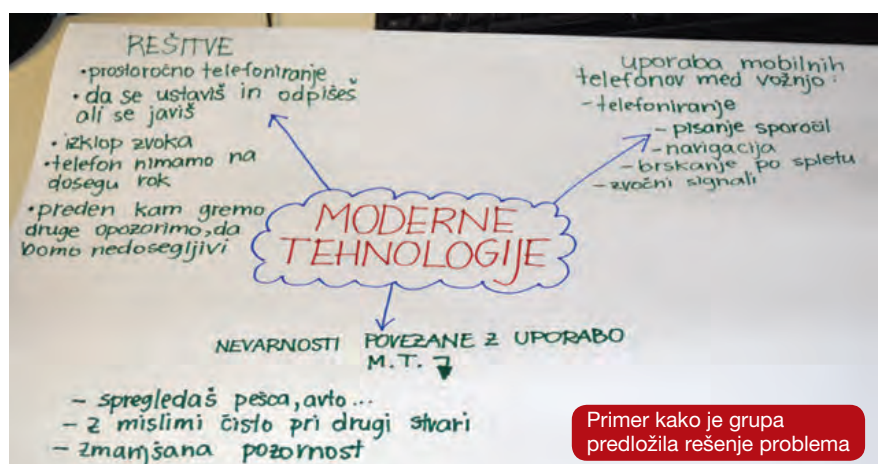 REŠITVE
• prostoročno telefoniranje
• da se ustaviš in odpišeš
ali se javiš
• izklop zvoka
• telefon nimamo na
dosegu rok
• preden kam gremo
druge opozorimo, da
bomo nedosegljivi
uporaba mobilnih
telefonov med vožnjo:
- telefoniranje
- pisanje sporočil
- navigacija
- brskanje po spletu
- zvočni signali
MODERNE
TEHNOLOGIJE
NEVARNOSTI POVEZANE Z UPORABO
M.T.
- spregledaš pešca, avto...
- z mislimi čisto pri drugi stvari
- zmanjšana pozornost
Primer kako je grupa
predložila rešenje problema